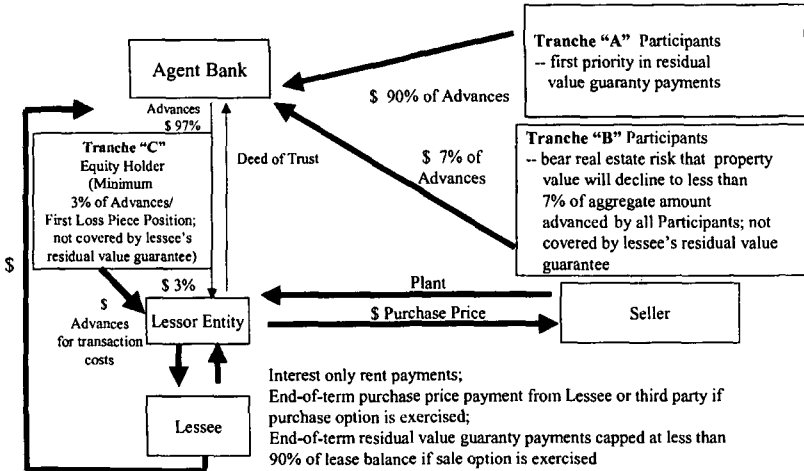 Agent Bank
Tranche "A" Participants
-- first priority in residual
value guaranty payments
$ 90% of Advances
Advances
$ 97%
Deed of Trust
Tranche "C"
Equity Holder
(Minimum
3% of Advances/
First Loss Piece Position;
not covered by lessee's
residual value guarantee)
$ 7% of
Advances
Tranche "B" Participants
-- bear real estate risk that property
value will decline to less than
7% of aggregate amount
advanced by all Participants; not
covered by lessee's residual value
guarantee
$
$ 3%
$
Advances
for transaction
costs
Lessor Entity
Plant
$ Purchase Price
Seller
Lessee
Interest only rent payments;
End-of-term purchase price payment from Lessee or third party if
purchase option is exercised;
End-of-term residual value guaranty payments capped at less than
90% of lease balance if sale option is exercised